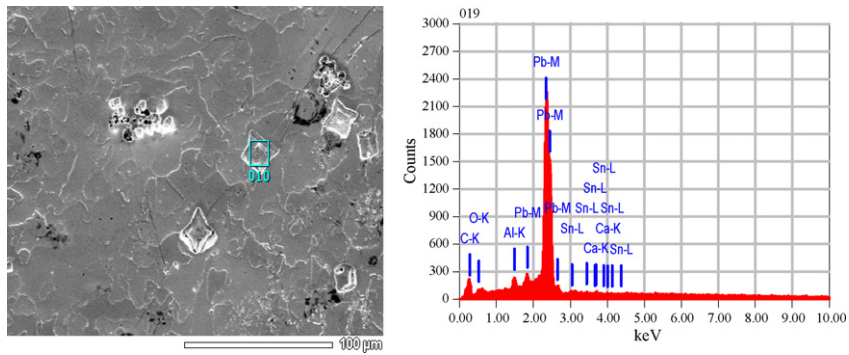 010
100 µm
019
3000
2700
2400
2100
1800
1500
1200
900
600
300
0
Counts
Pb-M
Pb-M
Sn-L
Sn-L
Pb-M Pb-M Sn-L Sn-L
O-K
Al-K Sn-L Ca-K
C-K Ca-K Sn-L
0.00 1.00 2.00 3.00 4.00 5.00 6.00 7.00 8.00 9.00 10.00
keV